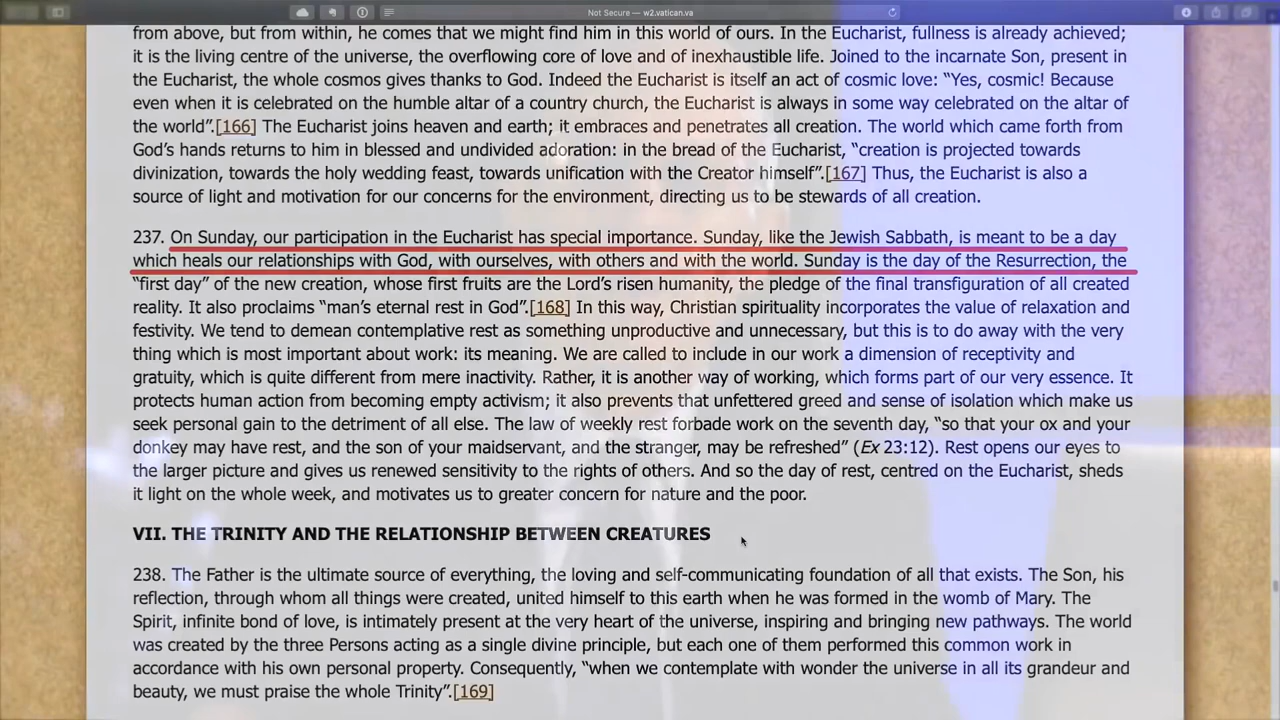 Not Secure — w2.vatican.va
from above, but from within, he comes that we might find him in this world of ours. In the Eucharist, fullness is already achieved;
it is the living centre of the universe, the overflowing core of love and of inexhaustible life. Joined to the incarnate Son, present in
the Eucharist, the whole cosmos gives thanks to God. Indeed the Eucharist is itself an act of cosmic love: “Yes, cosmic! Because
even when it is celebrated on the humble altar of a country church, the Eucharist is always in some way celebrated on the altar of
the world”.[166] The Eucharist joins heaven and earth; it embraces and penetrates all creation. The world which came forth from
God’s hands returns to him in blessed and undivided adoration: in the bread of the Eucharist, “creation is projected towards
divinization, towards the holy wedding feast, towards unification with the Creator himself”.[167] Thus, the Eucharist is also a
source of light and motivation for our concerns for the environment, directing us to be stewards of all creation.
237. On Sunday, our participation in the Eucharist has special importance. Sunday, like the Jewish Sabbath, is meant to be a day
which heals our relationships with God, with ourselves, with others and with the world. Sunday is the day of the Resurrection, the
“first day” of the new creation, whose first fruits are the Lord’s risen humanity, the pledge of the final transfiguration of all created
reality. It also proclaims “man’s eternal rest in God”.[168] In this way, Christian spirituality incorporates the value of relaxation and
festivity. We tend to demean contemplative rest as something unproductive and unnecessary, but this is to do away with the very
thing which is most important about work: its meaning. We are called to include in our work a dimension of receptivity and
gratuity, which is quite different from mere inactivity. Rather, it is another way of working, which forms part of our very essence. It
protects human action from becoming empty activism; it also prevents that unfettered greed and sense of isolation which make us
seek personal gain to the detriment of all else. The law of weekly rest forbade work on the seventh day, “so that your ox and your
donkey may have rest, and the son of your maidservant, and the stranger, may be refreshed” (Ex 23:12). Rest opens our eyes to
the larger picture and gives us renewed sensitivity to the rights of others. And so the day of rest, centred on the Eucharist, sheds
it light on the whole week, and motivates us to greater concern for nature and the poor.
VII. THE TRINITY AND THE RELATIONSHIP BETWEEN CREATURES
238. The Father is the ultimate source of everything, the loving and self-communicating foundation of all that exists. The Son, his
reflection, through whom all things were created, united himself to this earth when he was formed in the womb of Mary. The
Spirit, infinite bond of love, is intimately present at the very heart of the universe, inspiring and bringing new pathways. The world
was created by the three Persons acting as a single divine principle, but each one of them performed this common work in
accordance with his own personal property. Consequently, “when we contemplate with wonder the universe in all its grandeur and
beauty, we must praise the whole Trinity”.[169]